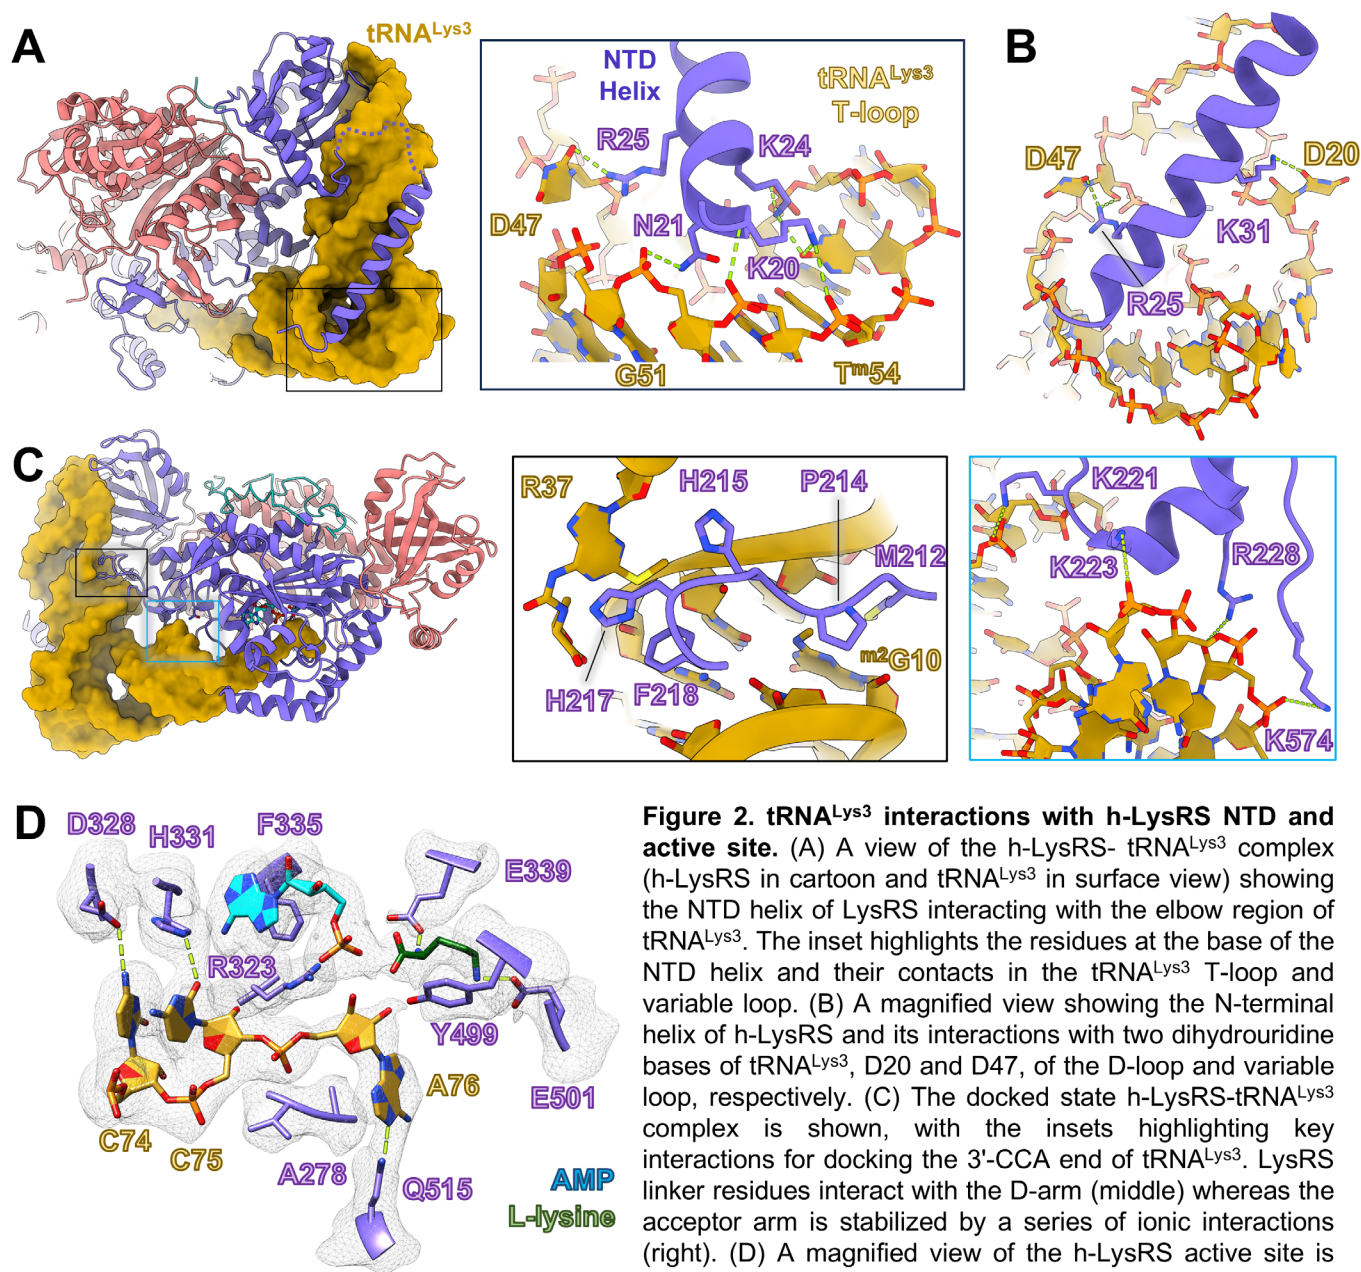 A
tRNALys3
NTD
Helix
tRNALys3
T-loop
R25
K24
D47
N21
K20
G51
Tm54
B
D47
D20
K31
R25
C
R37
H215
P214
M212
m2G10
H217
F218
K221
K223
R228
K574
D
D328
H331
F335
E339
R323
Y499
A76
E501
C74
C75
A278
Q515
AMP
L-lysine
Figure 2. tRNALys3 interactions with h-LysRS NTD and
active site. (A) A view of the h-LysRS- tRNALys3 complex
(h-LysRS in cartoon and tRNALys3 in surface view) showing
the NTD helix of LysRS interacting with the elbow region of
tRNALys3. The inset highlights the residues at the base of the
NTD helix and their contacts in the tRNALys3 T-loop and
variable loop. (B) A magnified view showing the N-terminal
helix of h-LysRS and its interactions with two dihydrouridine
bases of tRNALys3, D20 and D47, of the D-loop and variable
loop, respectively. (C) The docked state h-LysRS-tRNALys3
complex is shown, with the insets highlighting key
interactions for docking the 3'-CCA end of tRNALys3. LysRS
linker residues interact with the D-arm (middle) whereas the
acceptor arm is stabilized by a series of ionic interactions
(right). (D) A magnified view of the h-LysRS active site is